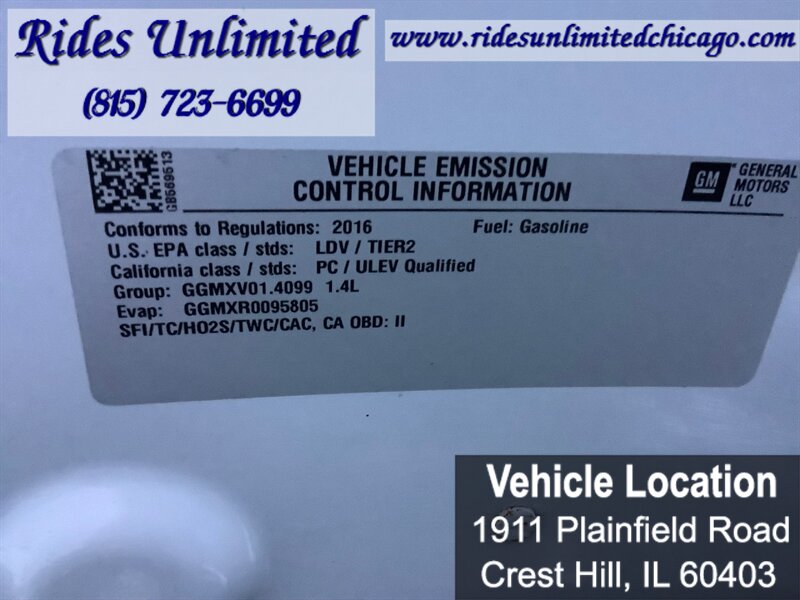 Rides Unlimited
(815) 723-6699
www.ridesunlimitedchicago.com
GB569513
VEHICLE EMISSION
CONTROL INFORMATION
GM
GENERAL
MOTORS
LLC
Conforms to Regulations: 2016 Fuel: Gasoline
U.S. EPA class / stds: LDV / TIER2
California class / stds: PC / ULEV Qualified
Group: GGMXV01.4099 1.4L
Evap: GGMXR0095805
SFI/TC/HO2S/TWC/CAC, CA OBD: II
Vehicle Location
1911 Plainfield Road
Crest Hill, IL 60403